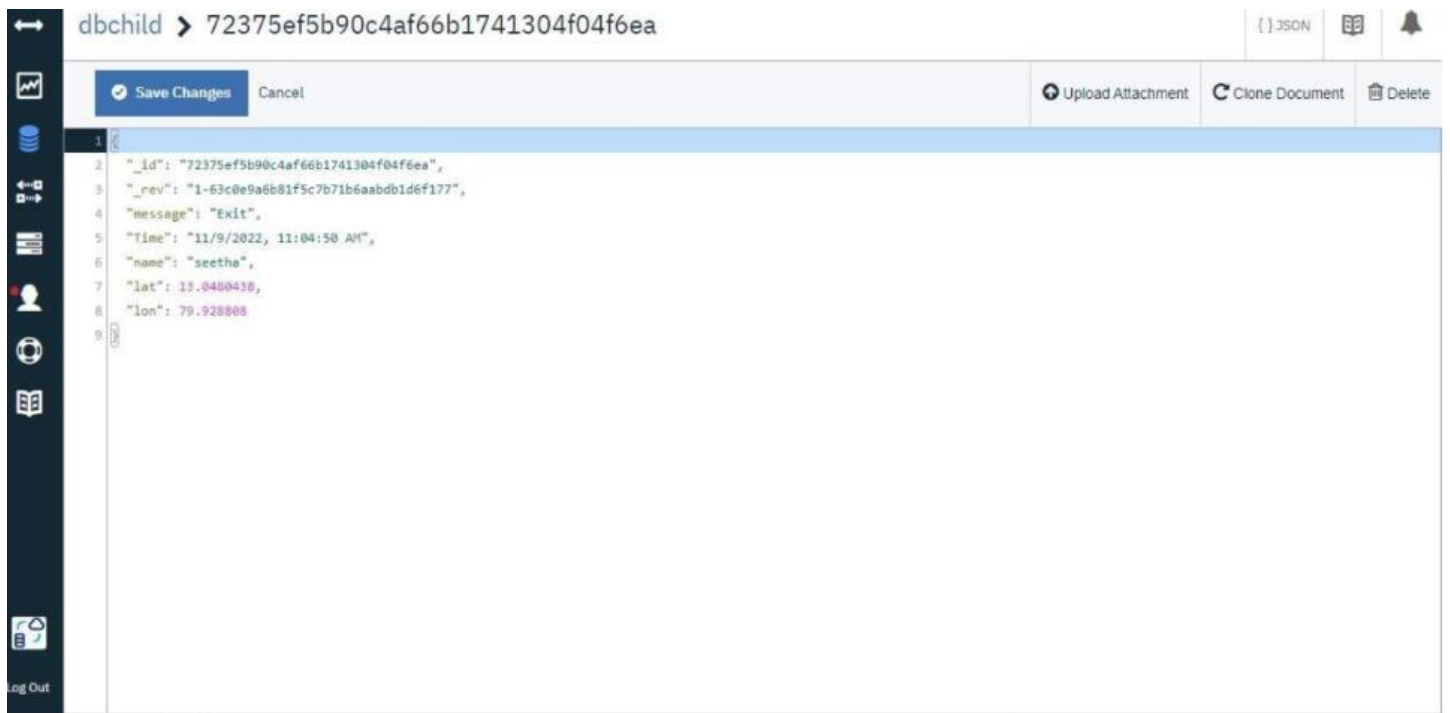 dbchild > 72375ef5b90c4af66b1741304f04f6ea
{ } JSON
Save Changes Cancel Upload Attachment Clone Document Delete
1 {
2 "_id": "72375ef5b90c4af66b1741304f04f6ea",
3 "_rev": "1-63c0e9a6b81f5c7b71b6aabdb1d6f177",
4 "message": "Exit",
5 "Time": "11/9/2022, 11:04:50 AM",
6 "name": "seetha",
7 "lat": 13.0480438,
8 "lon": 79.928808
9 }
Log Out